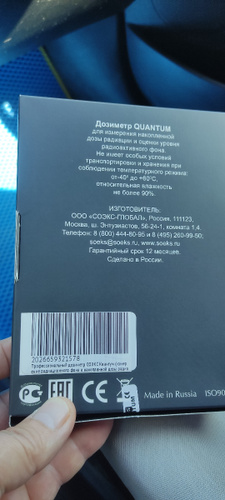 Дозиметр QUANTUM
для измерения накопленной
дозы радиации и оценки уровня
радиоактивного фона.
Не имеет особых условий
транспортировки и хранения при
соблюдении температурного режима:
от-40° до +60°C,
относительная влажность
не более 90%.
ИЗГОТОВИТЕЛЬ:
ООО «СОЭКС-ГЛОБАЛ», Россия, 111123,
Москва, ш. Энтузиастов, 56-24-1, комната 1,4.
Телефон: 8 (800) 444-80-95 и 8 (495) 260-99-60;
soeks@soeks.ru, www.soeks.ru
Гарантийный срок 12 месяцев.
Сделано в России.
2026659321578
EAC CE
Made in Russia ISO90